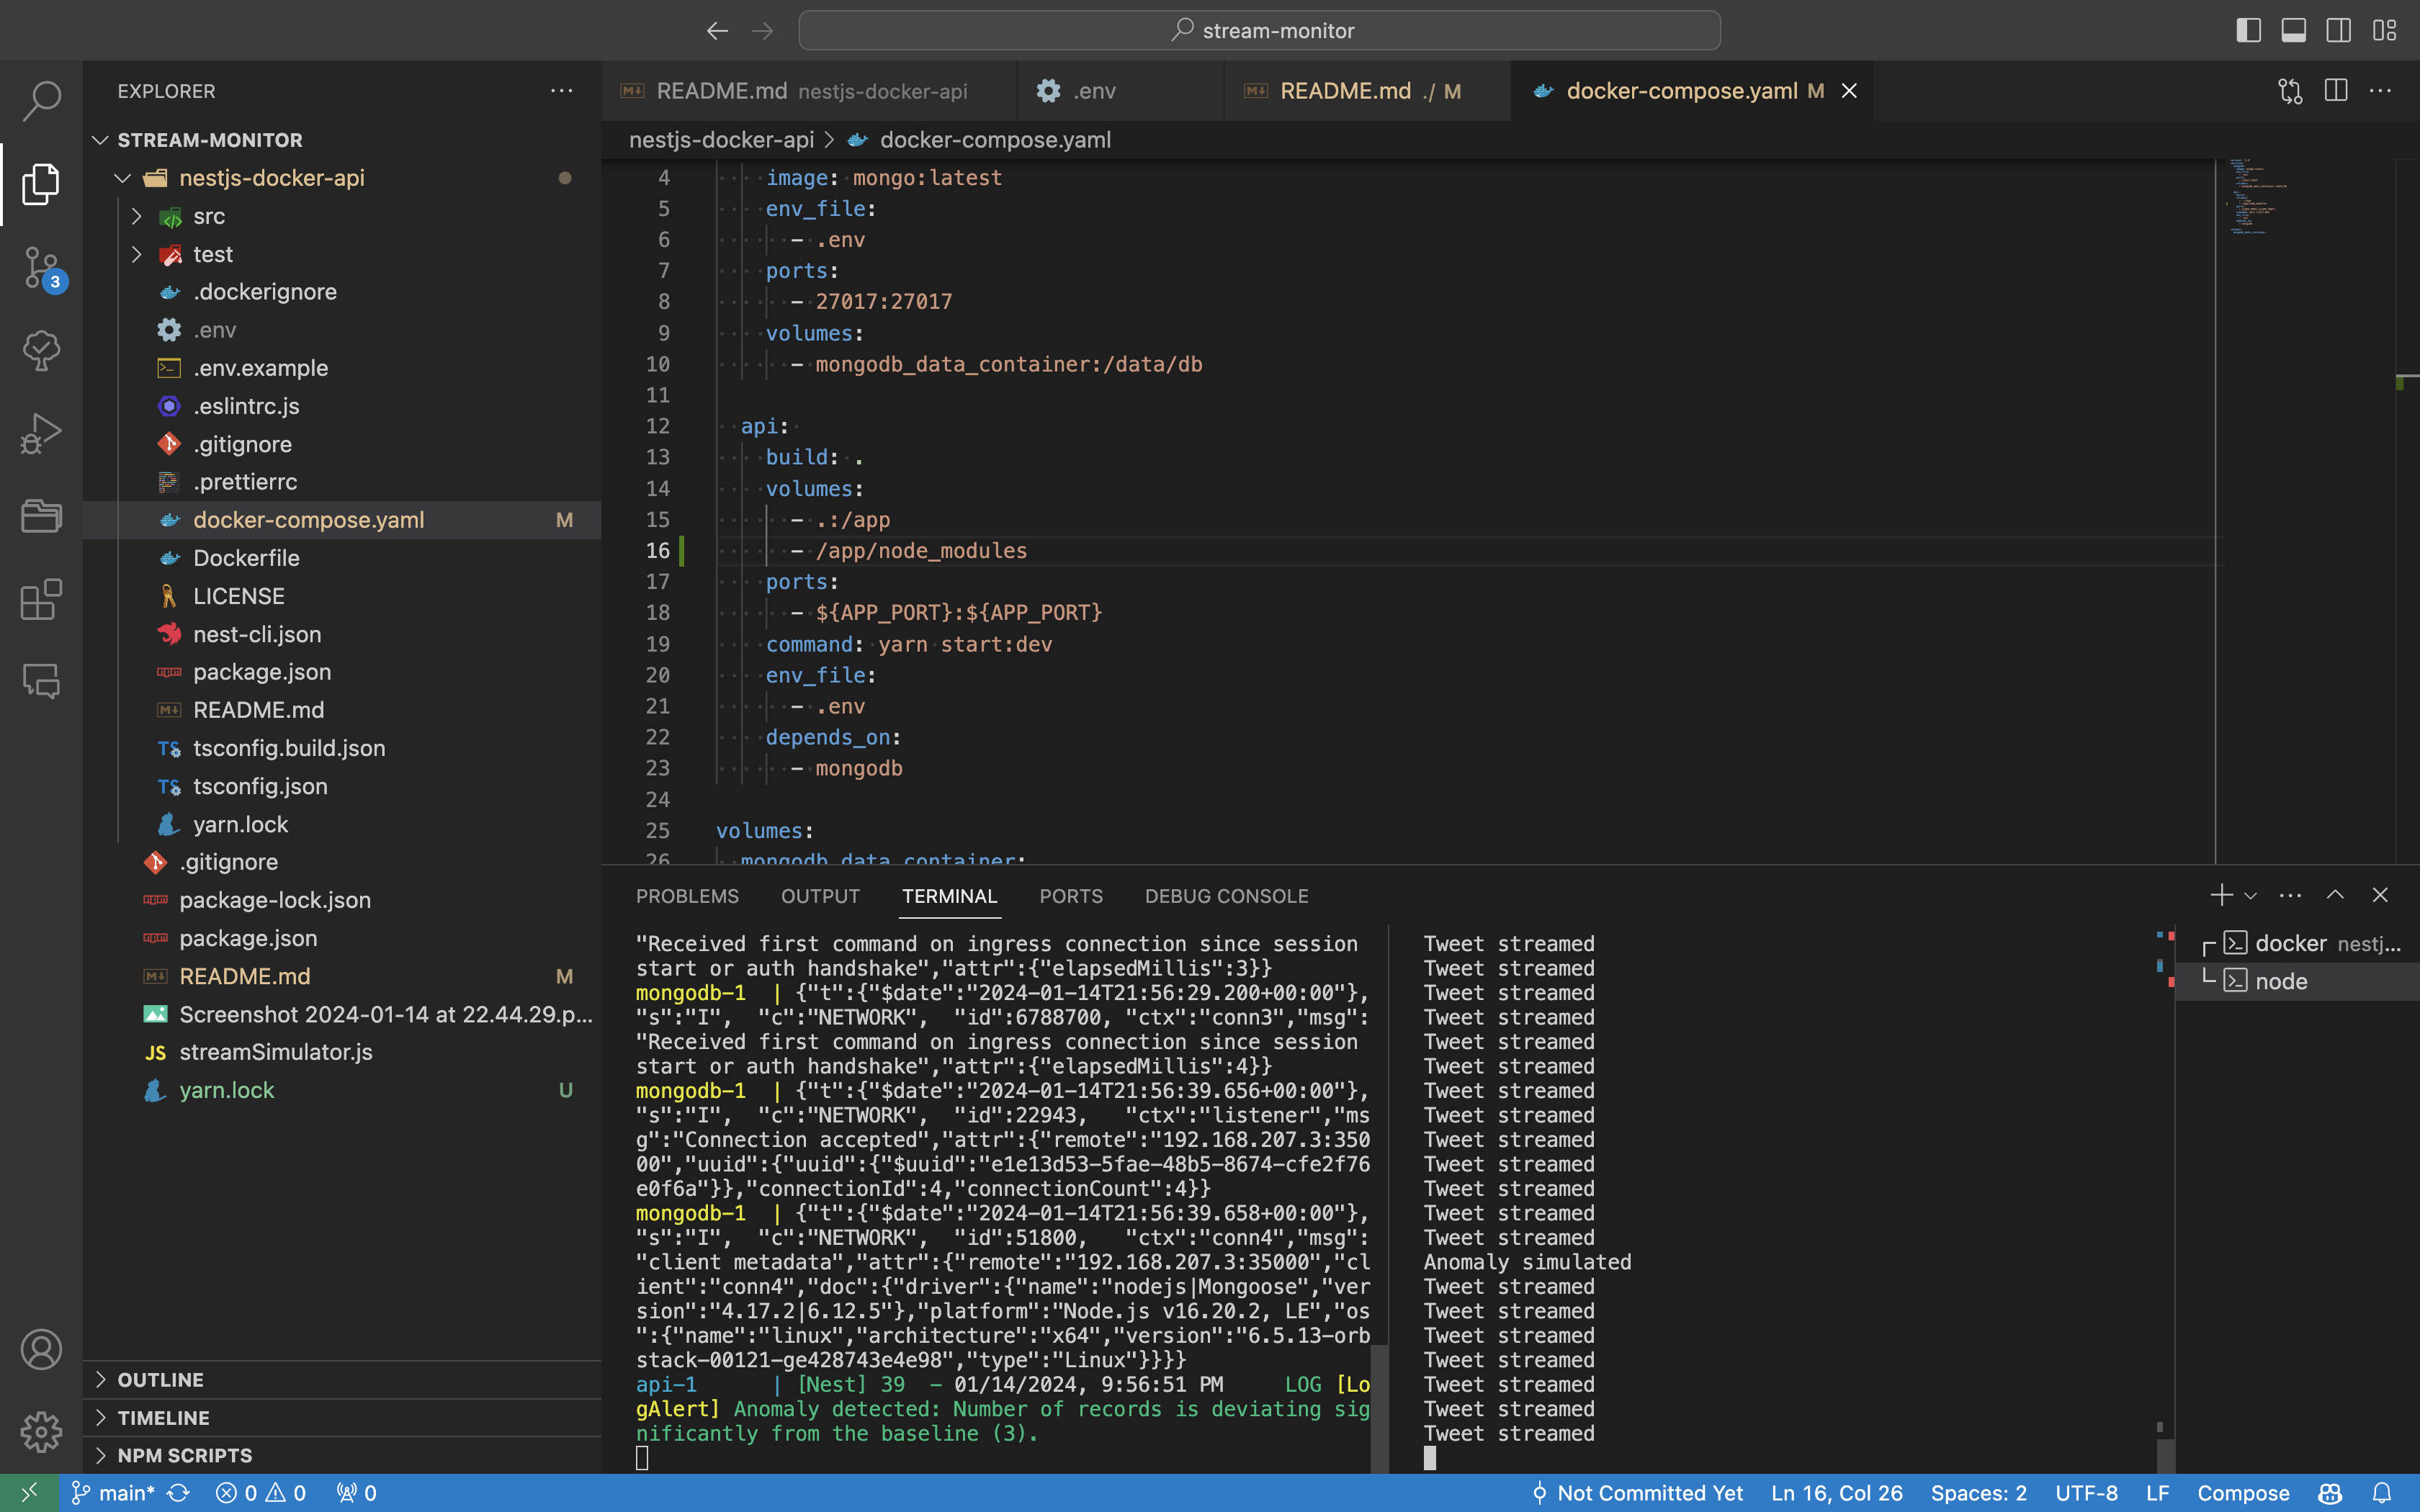 stream-monitor
EXPLORER
STREAM-MONITOR
nestjs-docker-api
src
test
.dockerignore
.env
.env.example
.eslintrc.js
.gitignore
.prettierrc
docker-compose.yaml M
Dockerfile
LICENSE
nest-cli.json
package.json
README.md
tsconfig.build.json
tsconfig.json
yarn.lock
.gitignore
package-lock.json
package.json
README.md M
Screenshot 2024-01-14 at 22.44.29.p...
JS streamSimulator.js
yarn.lock U
OUTLINE
TIMELINE
NPM SCRIPTS
3
README.md nestjs-docker-api
.env
README.md ./ M
docker-compose.yaml M
nestjs-docker-api > docker-compose.yaml
4 image: mongo:latest
5 env_file:
6 - .env
7 ports:
8 - 27017:27017
9 volumes:
10 - mongodb_data_container:/data/db
11
12 api:
13 build: .
14 volumes:
15 - .:/app
16 - /app/node_modules
17 ports:
18 - ${APP_PORT}:${APP_PORT}
19 command: yarn start:dev
20 env_file:
21 - .env
22 depends_on:
23 - mongodb
24
25 volumes:
26 mongodb_data_container:
PROBLEMS OUTPUT TERMINAL PORTS DEBUG CONSOLE
"Received first command on ingress connection since session
start or auth handshake","attr":{"elapsedMillis":3}}
mongodb-1 | {"t":{"$date":"2024-01-14T21:56:29.200+00:00"},
"s":"I", "c":"NETWORK", "id":6788700, "ctx":"conn3","msg":
"Received first command on ingress connection since session
start or auth handshake","attr":{"elapsedMillis":4}}
mongodb-1 | {"t":{"$date":"2024-01-14T21:56:39.656+00:00"},
"s":"I", "c":"NETWORK", "id":22943, "ctx":"listener","ms
g":"Connection accepted","attr":{"remote":"192.168.207.3:350
00","uuid":{"uuid":{"$uuid":"e1e13d53-5fae-48b5-8674-cfe2f76
e0f6a"}},"connectionId":4,"connectionCount":4}}
mongodb-1 | {"t":{"$date":"2024-01-14T21:56:39.658+00:00"},
"s":"I", "c":"NETWORK", "id":51800, "ctx":"conn4","msg":
"client metadata","attr":{"remote":"192.168.207.3:35000","cl
ient":"conn4","doc":{"driver":{"name":"nodejs|Mongoose","ver
sion":"4.17.2|6.12.5"},"platform":"Node.js v16.20.2, LE","os
":{"name":"linux","architecture":"x64","version":"6.5.13-orb
stack-00121-ge428743e4e98","type":"Linux"}}}}
api-1 | [Nest] 39 - 01/14/2024, 9:56:51 PM LOG [Lo
gAlert] Anomaly detected: Number of records is deviating sig
nificantly from the baseline (3).
Tweet streamed
Tweet streamed
Tweet streamed
Tweet streamed
Tweet streamed
Tweet streamed
Tweet streamed
Tweet streamed
Tweet streamed
Tweet streamed
Tweet streamed
Tweet streamed
Tweet streamed
Anomaly simulated
Tweet streamed
Tweet streamed
Tweet streamed
Tweet streamed
Tweet streamed
Tweet streamed
Tweet streamed
docker nestj...
node
main* 0 0 0
Not Committed Yet Ln 16, Col 26 Spaces: 2 UTF-8 LF Compose